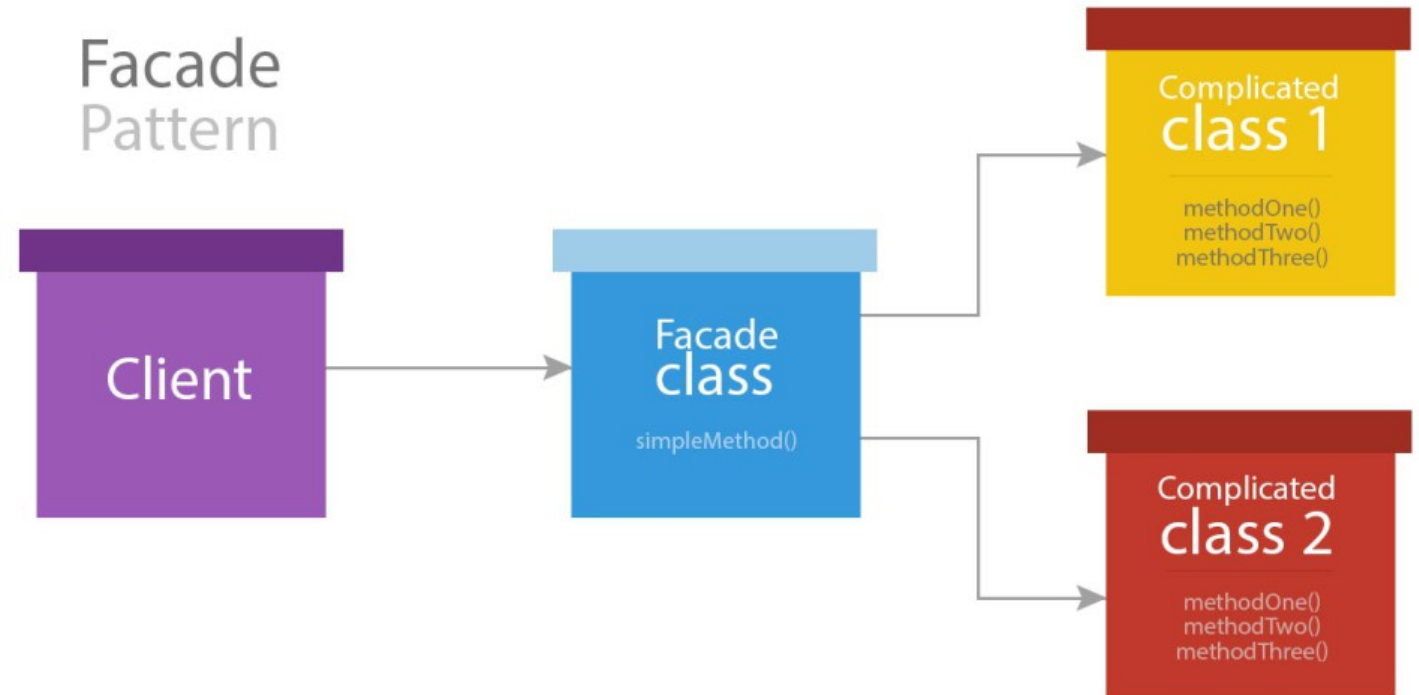 Facade
Pattern
Client
Facade
class
simpleMethod()
Complicated
class 1
methodOne()
methodTwo()
methodThree()
Complicated
class 2
methodOne()
methodTwo()
methodThree()